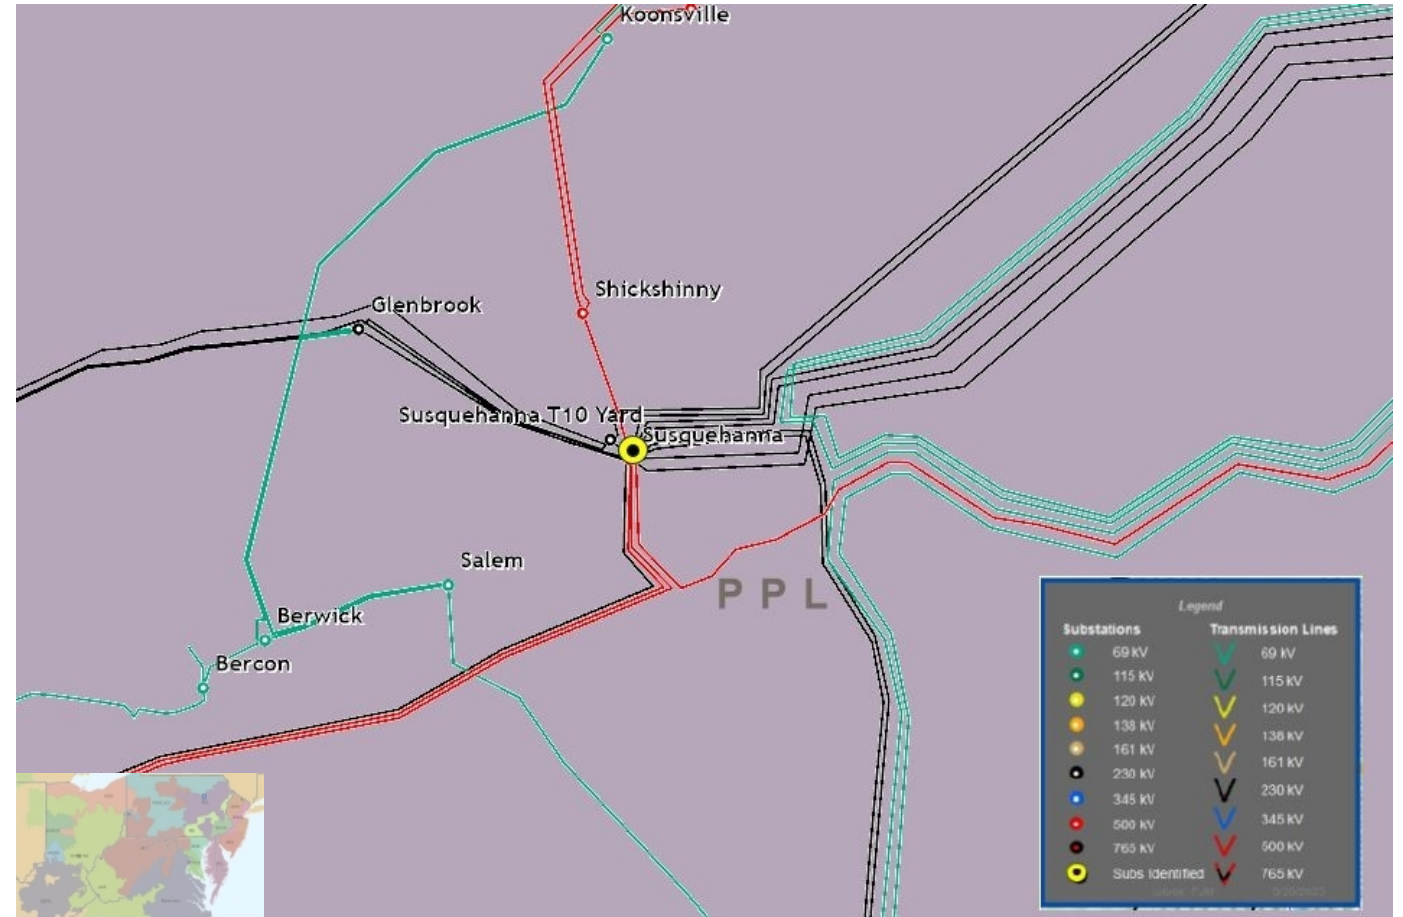 Koonsville
Shickshinny
Glenbrook
Susquehanna T10 Yard
Susquehanna
Salem
PPL
Berwick
Bercon
Legend
Substations Transmission Lines
69 kV 69 kV
115 kV 115 kV
120 kV 120 kV
138 kV 138 kV
161 kV 161 kV
230 kV 230 kV
345 kV 345 kV
500 kV 500 kV
765 kV 765 kV
Subs Identified